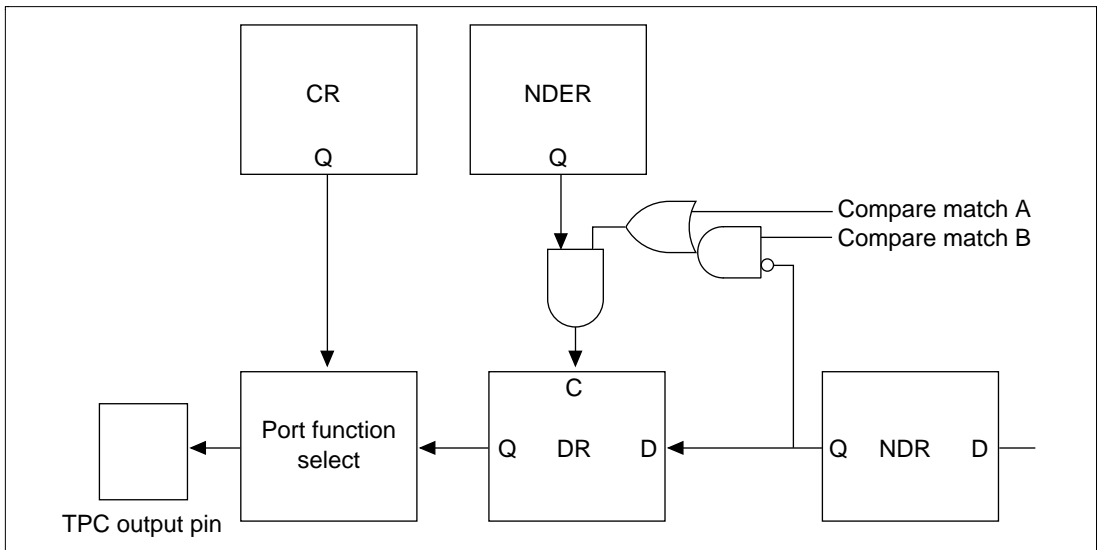 CR
Q
NDER
Q
Compare match A
Compare match B
C
Port function
select
Q DR D
Q NDR D
TPC output pin